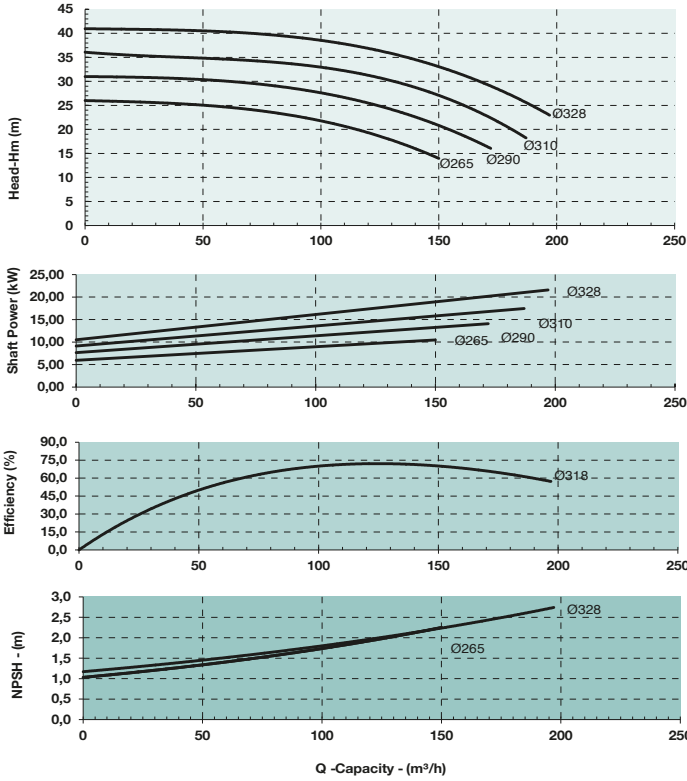 Head-Hm (m)
45
40
35
30
25
20
15
10
5
0
Ø328
Ø310
Ø290
Ø265
0 50 100 150 200 250
Shaft Power (kW)
25,00
20,00
15,00
10,00
5,00
0,00
Ø328
Ø310
Ø265 Ø290
0 50 100 150 200 250
Efficiency (%)
90,0
75,0
60,0
45,0
30,0
15,0
0,0
Ø318
0 50 100 150 200 250
NPSH - (m)
3,0
2,5
2,0
1,5
1,0
0,5
0,0
Ø328
Ø265
0 50 100 150 200 250
Q -Capacity - (m³/h)